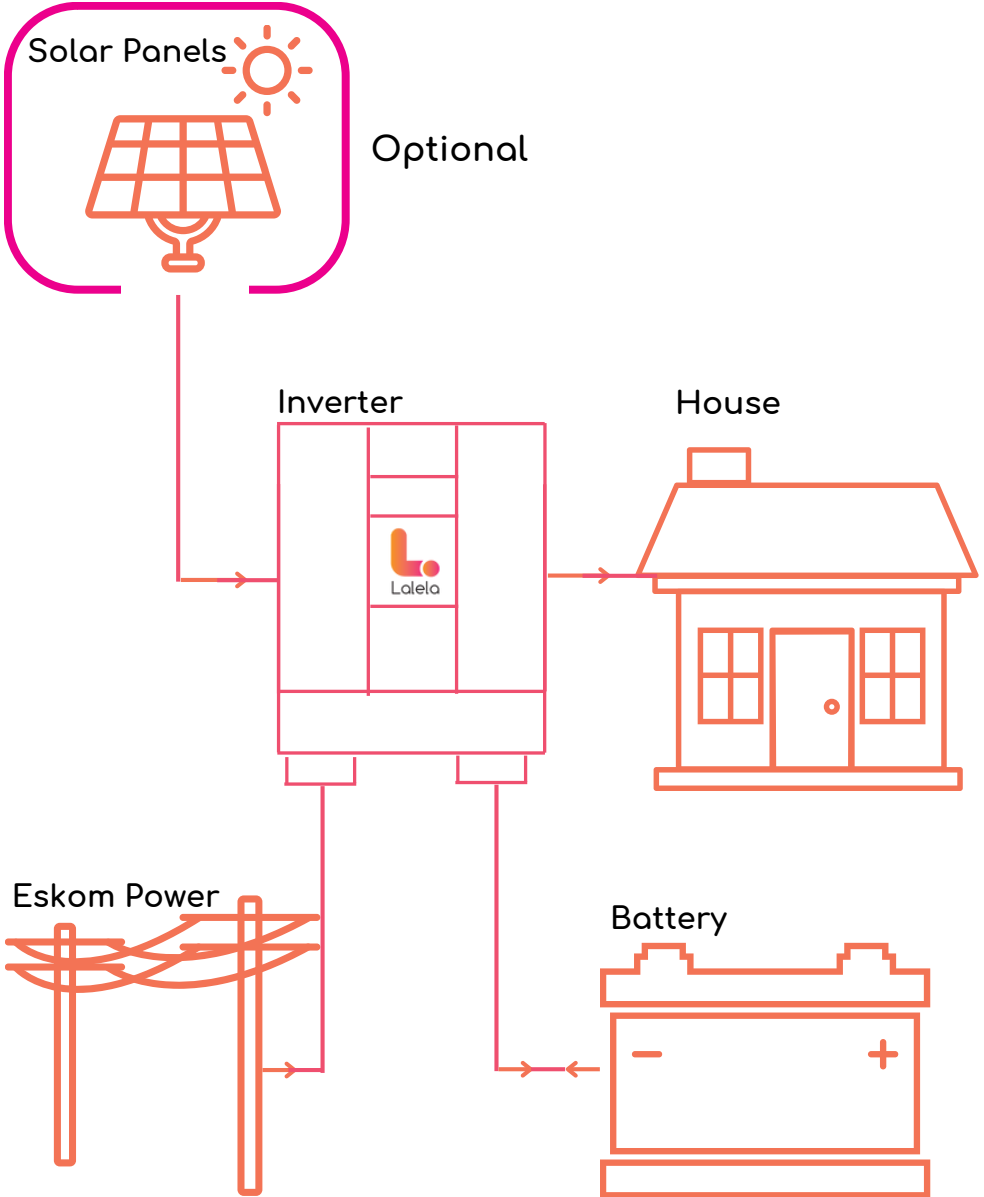 Solar Panels
Optional
Inverter
House
Lalela
Eskom Power
Battery